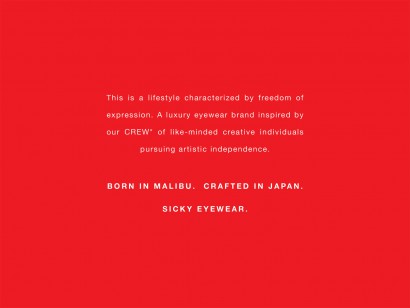 This is a lifestyle characterized by freedom of
expression. A luxury eyewear brand inspired by
our CREW* of like-minded creative individuals
pursuing artistic independence.
BORN IN MALIBU. CRAFTED IN JAPAN.
SICKY EYEWEAR.